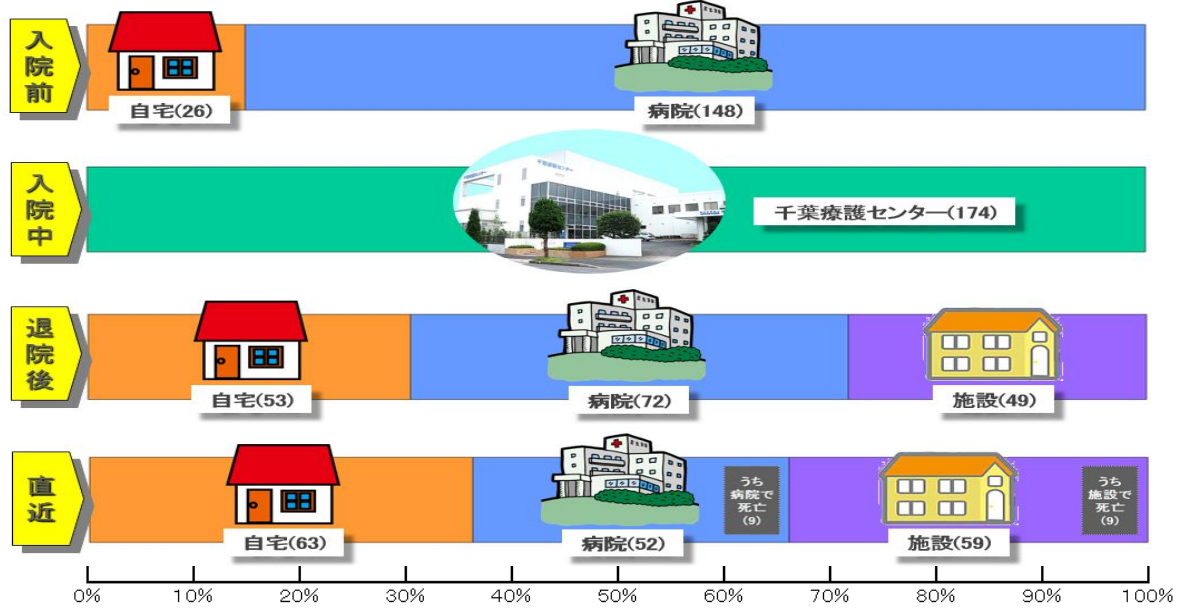 入院前
自宅(26)
病院(148)
入院中
千葉療護センター(174)
退院後
自宅(53)
病院(72)
施設(49)
直近
自宅(63)
病院(52)
うち
病院で
死亡
(9)
施設(59)
うち
施設で
死亡
(9)
0% 10% 20% 30% 40% 50% 60% 70% 80% 90% 100%